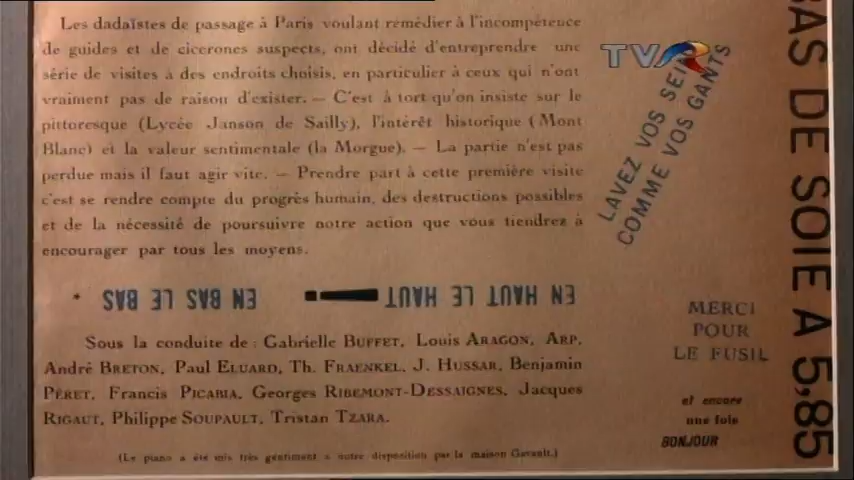 Les dadaïstes de passage à Paris voulant remédier à l'incompétence
de guides et de cicerones suspects, ont décidé d'entreprendre une
série de visites à des endroits choisis, en particulier à ceux qui n'ont
vraiment pas de raison d'exister. — C'est à tort qu'on insiste sur le
pittoresque (Lycée Janson de Sailly), l'intérêt historique (Mont
Blanc) et la valeur sentimentale (la Morgue). — La partie n'est pas
perdue mais il faut agir vite. — Prendre part à cette première visite
c'est se rendre compte du progrès humain, des destructions possibles
et de la nécessité de poursuivre notre action que vous tiendrez à
encourager par tous les moyens.
EN BAS LE BAS
EN HAUT LE HAUT !
Sous la conduite de : Gabrielle BUFFET, Louis ARAGON, ARP,
André BRETON, Paul ELUARD, Th. FRAENKEL, J. HUSSAR, Benjamin
PÉRET, Francis PICABIA, Georges RIBEMONT-DESSAIGNES, Jacques
RIGAUT, Philippe SOUPAULT, Tristan TZARA.
(Le piano a été mis très gentiment a notre disposition par la maison Gavault.)
TVR
LAVEZ VOS SEINS
COMME VOS GANTS
MERCI
POUR
LE FUSIL
et encore
une fois
BONJOUR
BAS DE SOIE A 5,85